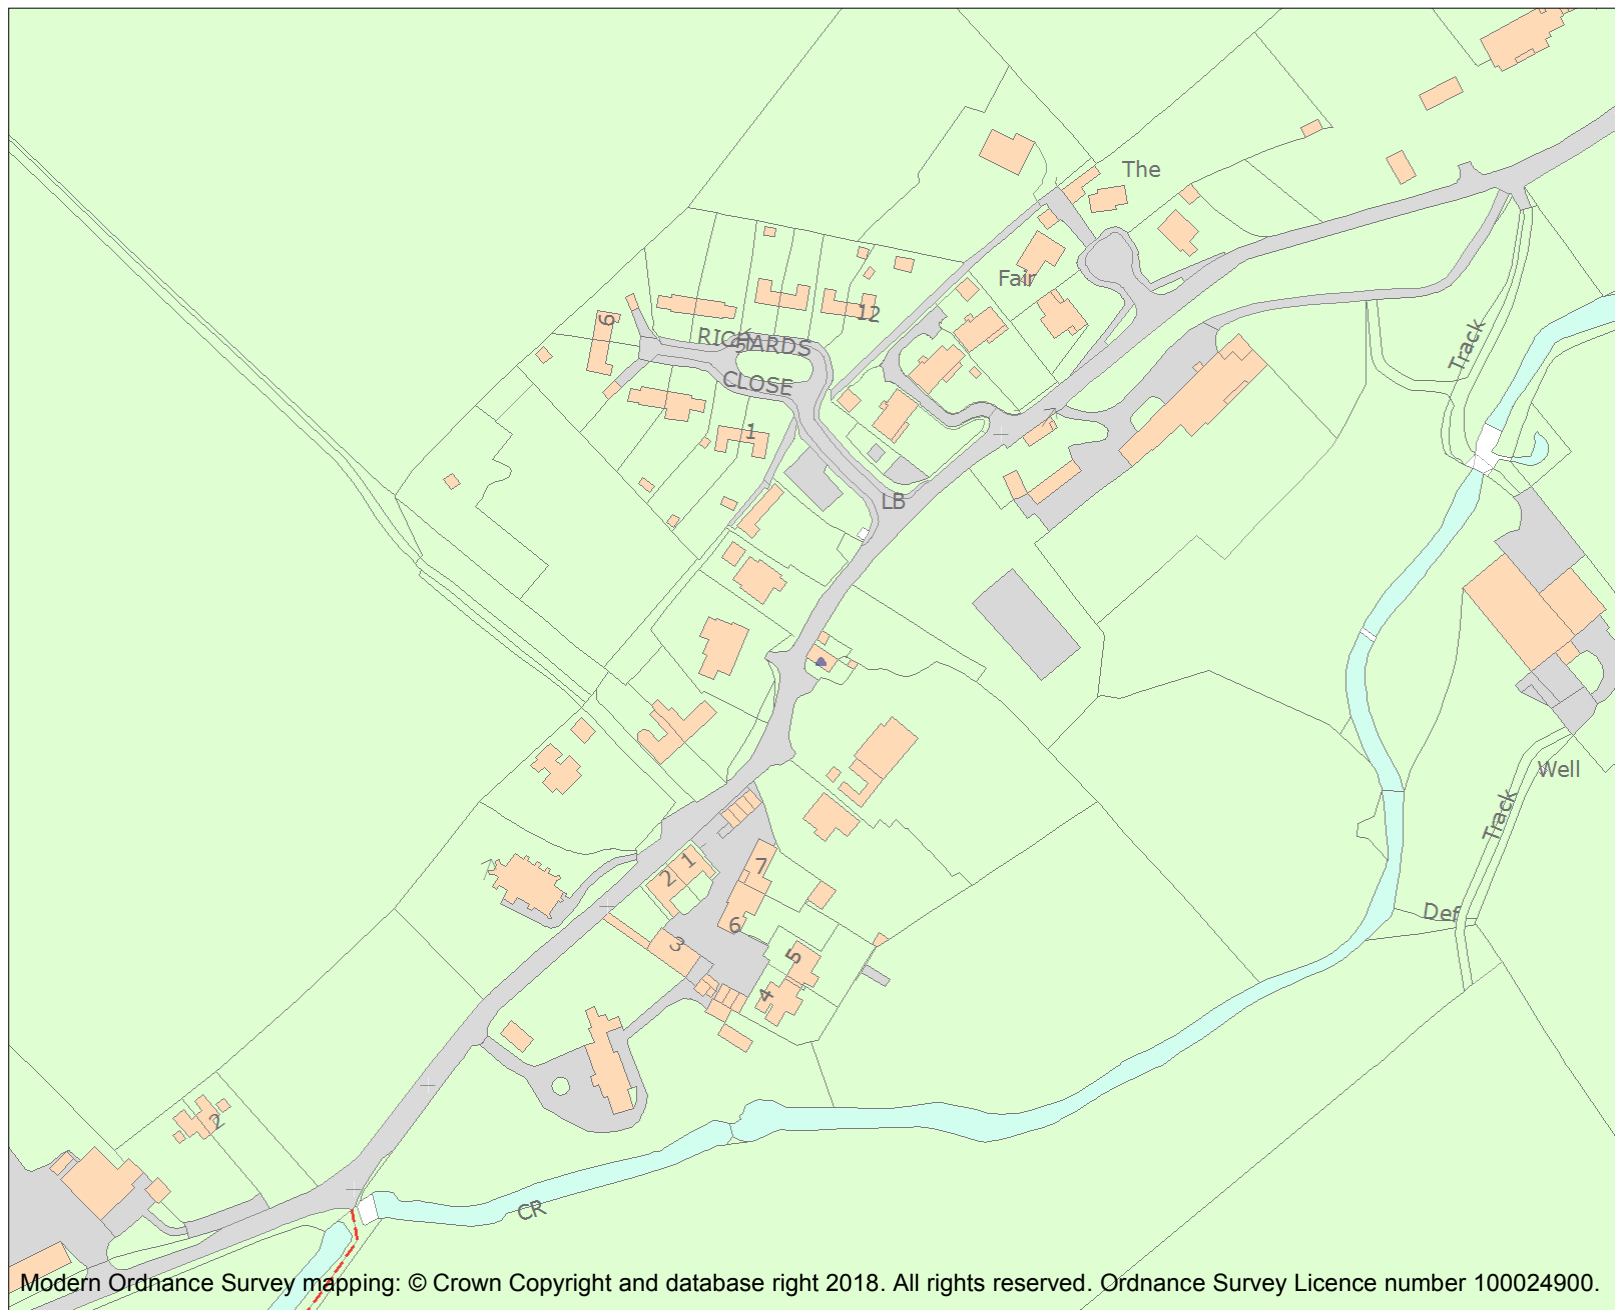 The
Fair
12
6
RICHARDS
CLOSE
Track
1
LB
Well
Track
7
1
2
Def
6
3
5
4
2
CR
Modern Ordnance Survey mapping: © Crown Copyright and database right 2018. All rights reserved. Ordnance Survey Licence number 100024900.